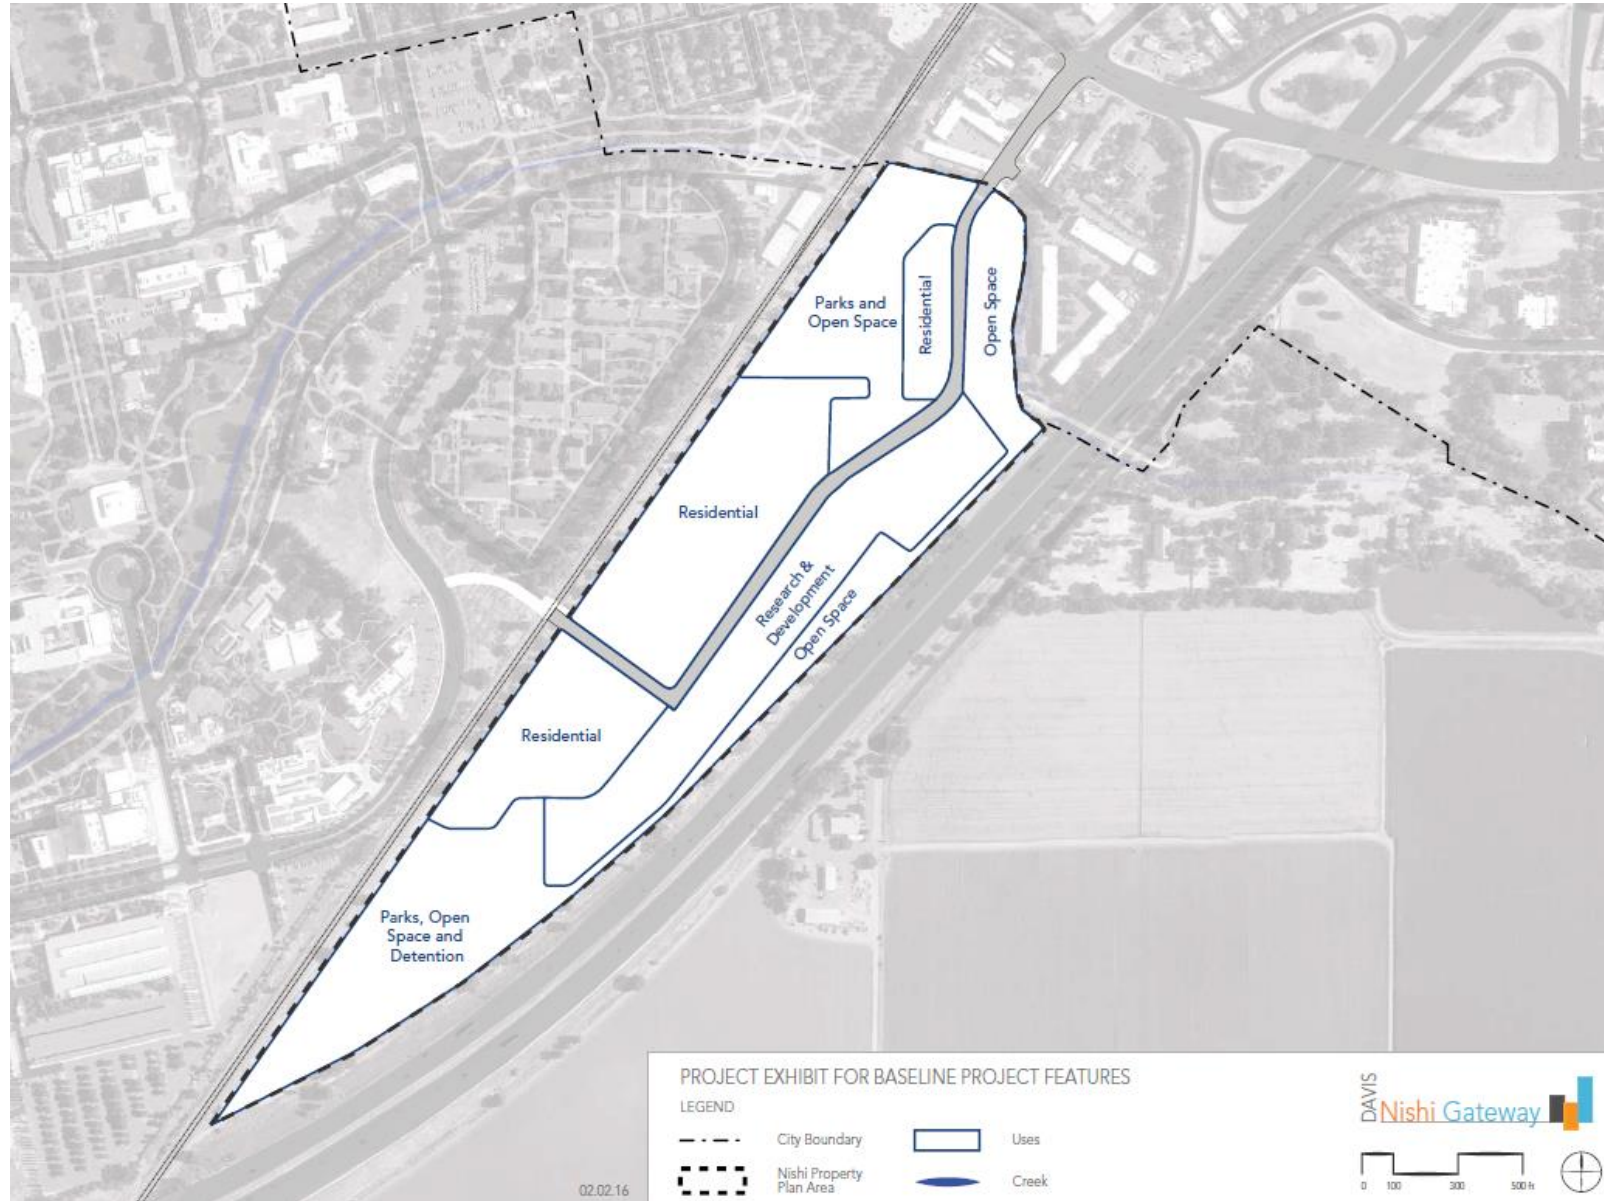 Parks and
Open Space
Residential
Open Space
Residential
Research &
Development
Open Space
Residential
Parks, Open
Space and
Detention
PROJECT EXHIBIT FOR BASELINE PROJECT FEATURES
LEGEND
City Boundary
Uses
Nishi Property
Plan Area
Creek
02.02.16
DAVIS
Nishi Gateway
0 100 300 500 ft